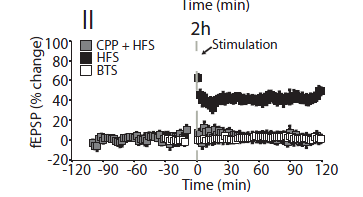 Time (min)
II
2h
Stimulation
CPP + HFS
HFS
BTS
fEPSP (% change)
100
80
60
40
20
0
-20
-120 -90 -60 -30 0 30 60 90 120
Time (min)